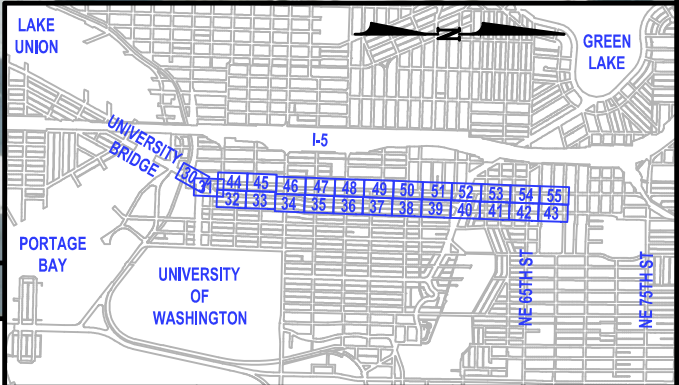 LAKE
UNION
N
GREEN
LAKE
UNIVERSITY
BRIDGE
I-5
30
31
44 45 46 47 48 49 50 51 52 53 54 55
32 33 34 35 36 37 38 39 40 41 42 43
PORTAGE
BAY
UNIVERSITY
OF
WASHINGTON
NE 65TH ST
NE 75TH ST